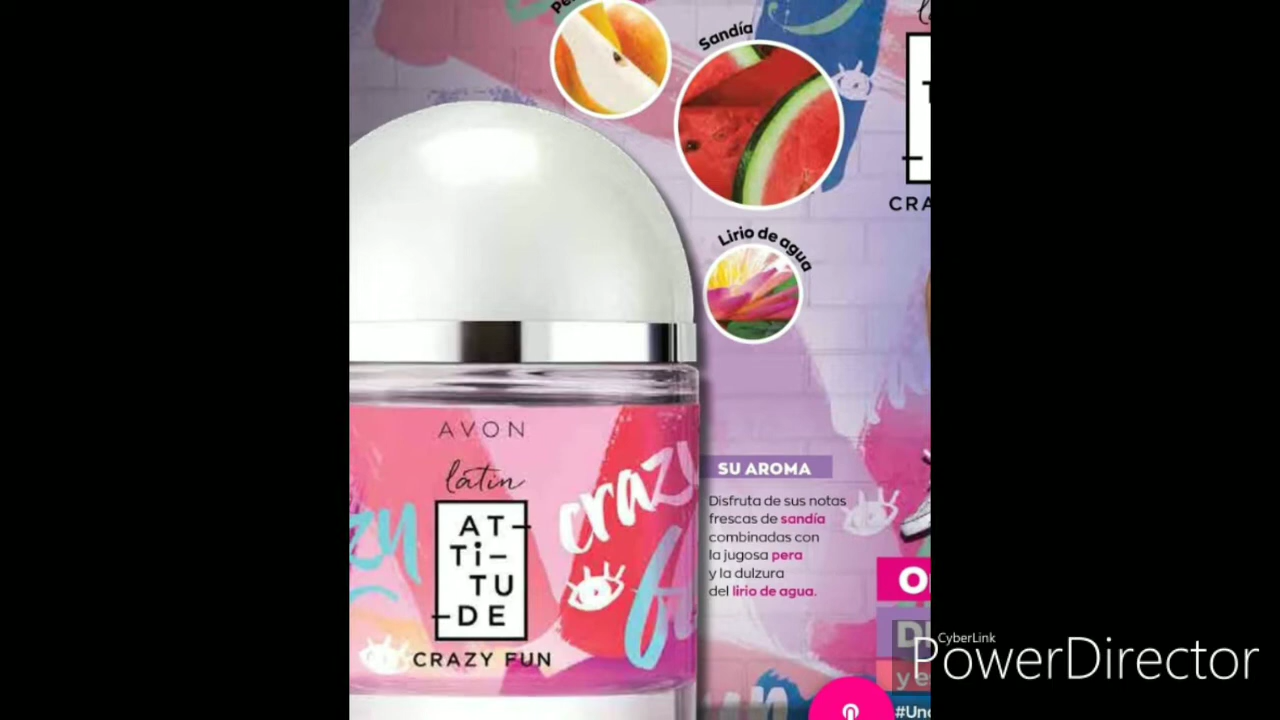 Sandía
Lirio de agua
CRA
AVON
latin
AT
Ti-
TU
DE
CRAZY FUN
crazy
SU AROMA
Disfruta de sus notas
frescas de sandía
combinadas con
la jugosa pera
y la dulzura
del lirio de agua.
CyberLink
PowerDirector
#Uno